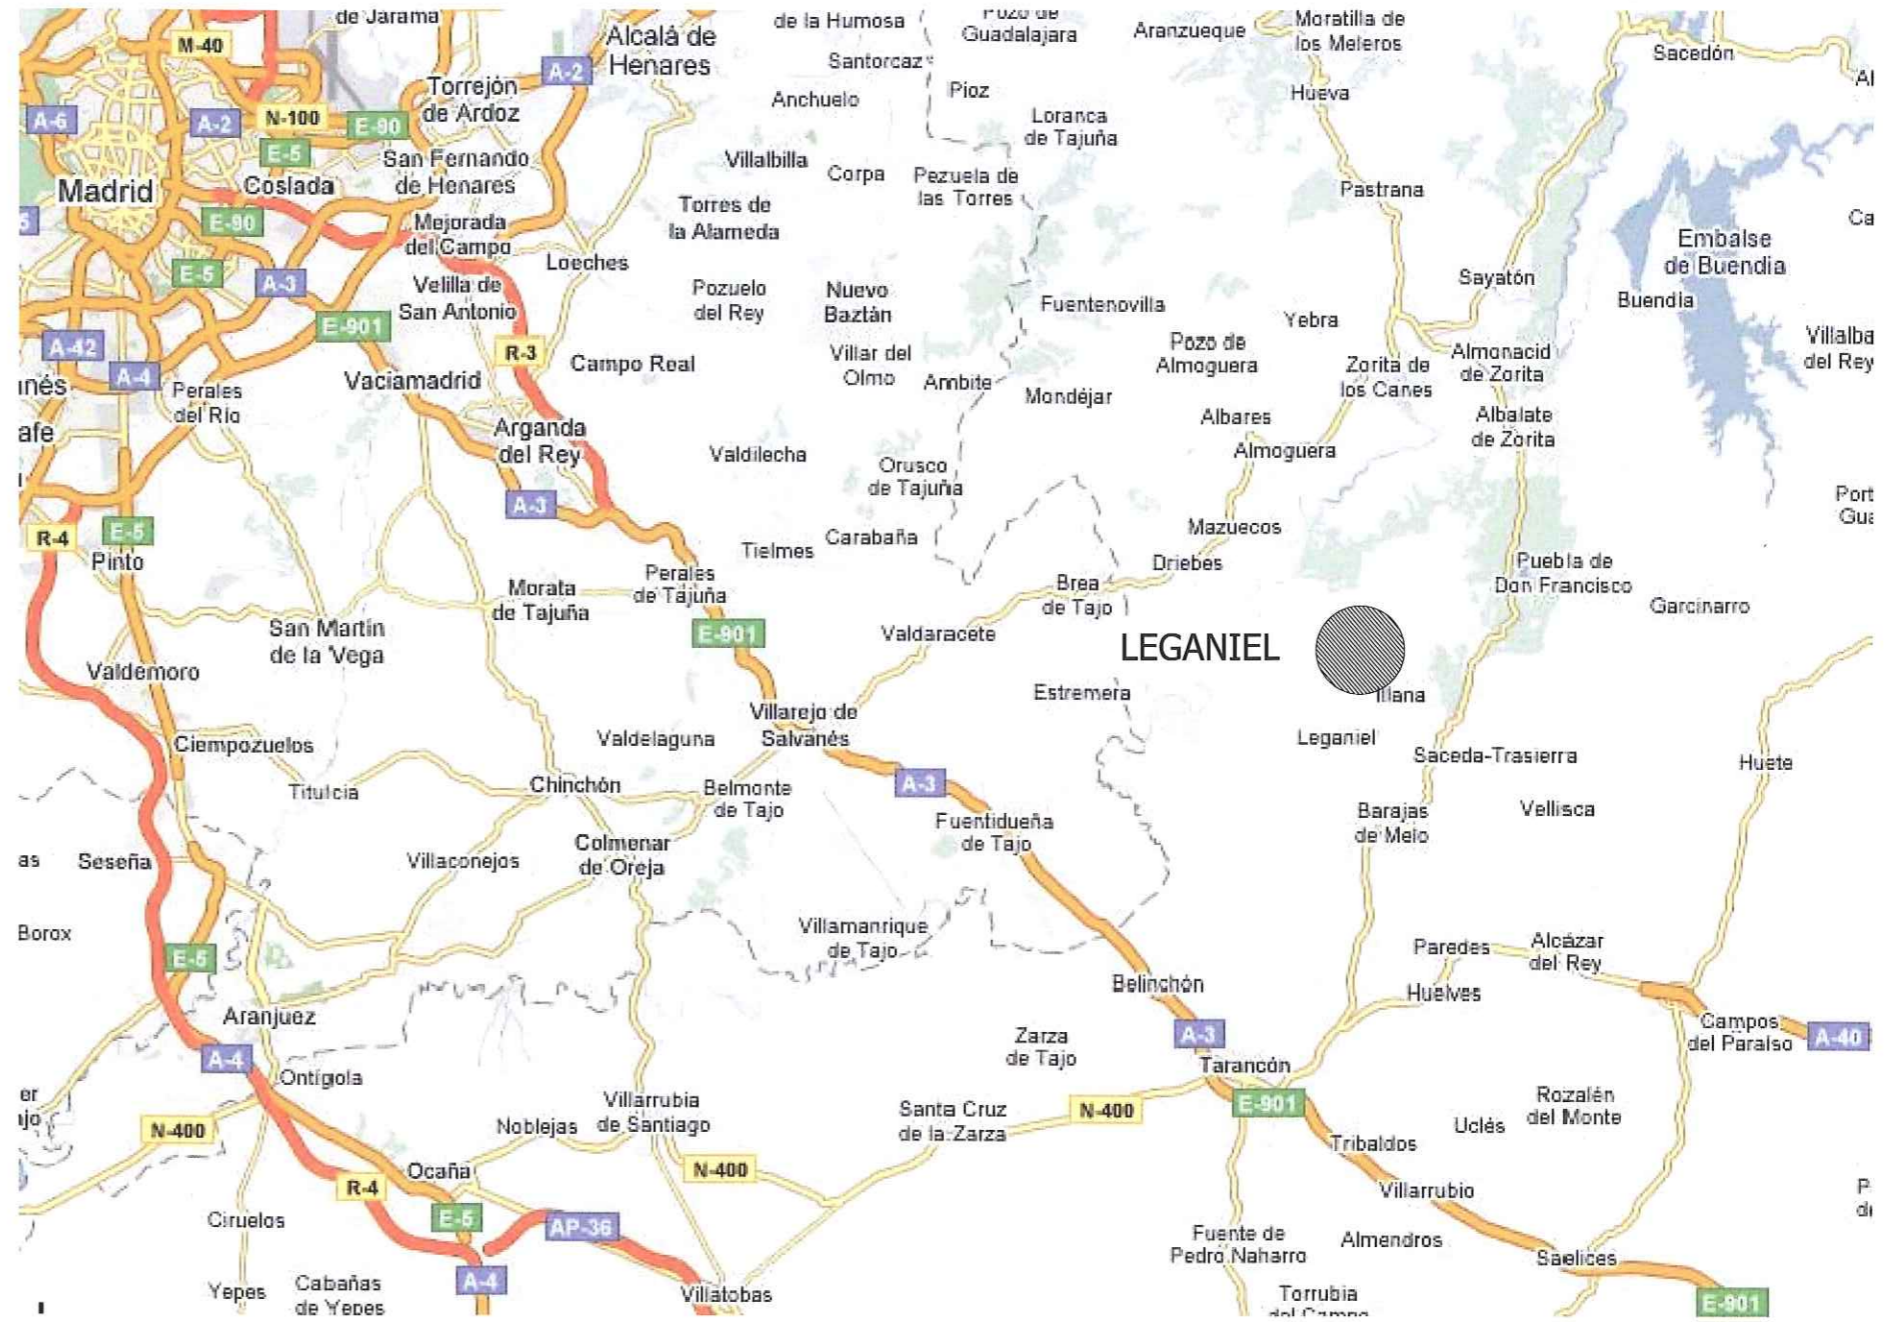 de Jarama
M-40
Alcalá de
Henares
de la Humosa
Santorcaz
Pozo de
Guadalajara
Aranzueque
Moratilla de
los Meleros
Sacedón
A-2
Torrejón
de Ardoz
Anchuelo
Pioz
Hueva
A-6
A-2
N-100
E-90
Loranca
de Tajuña
E-5
San Fernando
de Henares
Villalbilla
Corpa
Pezuela de
las Torres
Pastrana
Madrid
Coslada
E-90
Mejorada
del Campo
Torres de
la Alameda
Embalse
de Buendia
E-5
A-3
Loeches
Velilla de
San Antonio
Pozuelo
del Rey
Nuevo
Baztán
Fuentenovilla
Sayatón
Buendia
Yebra
E-901
A-42
R-3
Campo Real
Villar del
Olmo
Ambite
Pozo de
Almoguera
Zorita de
los Canes
Almonacid
de Zorita
Villalba
del Rey
A-4
Perales
del Río
Vaciamadrid
Mondéjar
Albares
Albalate
de Zorita
Arganda
del Rey
Valdilecha
Orusco
de Tajuña
Almoguera
A-3
R-4
E-5
Pinto
Tielmes
Carabaña
Mazuecos
Driebes
Puebla de
Don Francisco
Morata
de Tajuña
Perales
de Tajuña
Brea
de Tajo
Garcinarro
San Martín
de la Vega
E-901
Valdaracete
LEGANIEL
Valdemoro
Estremera
Illana
Villarejo de
Salvanés
Ciempozuelos
Valdelaguna
Leganiel
Saceda-Trasierra
Huete
Titulcia
Chinchón
Belmonte
de Tajo
A-3
Barajas
de Melo
Vellisca
Fuentidueña
de Tajo
Seseña
Villaconejos
Colmenar
de Oreja
Borox
Villamanrique
de Tajo
Paredes
Alcázar
del Rey
E-5
Belinchón
Huelves
Aranjuez
Zarza
de Tajo
A-3
Campos
del Paraiso
A-40
A-4
Ontígola
Tarancón
N-400
Noblejas
Villarrubia
de Santiago
Santa Cruz
de la Zarza
N-400
E-901
Rozalén
del Monte
Uclés
Tribaldos
Ocaña
N-400
R-4
Villarrubio
Ciruelos
E-5
AP-36
Fuente de
Pedro Naharro
Almendros
Saelices
A-4
Yepes
Cabañas
de Yepes
Villatobas
Torrubia
del Campo
E-901